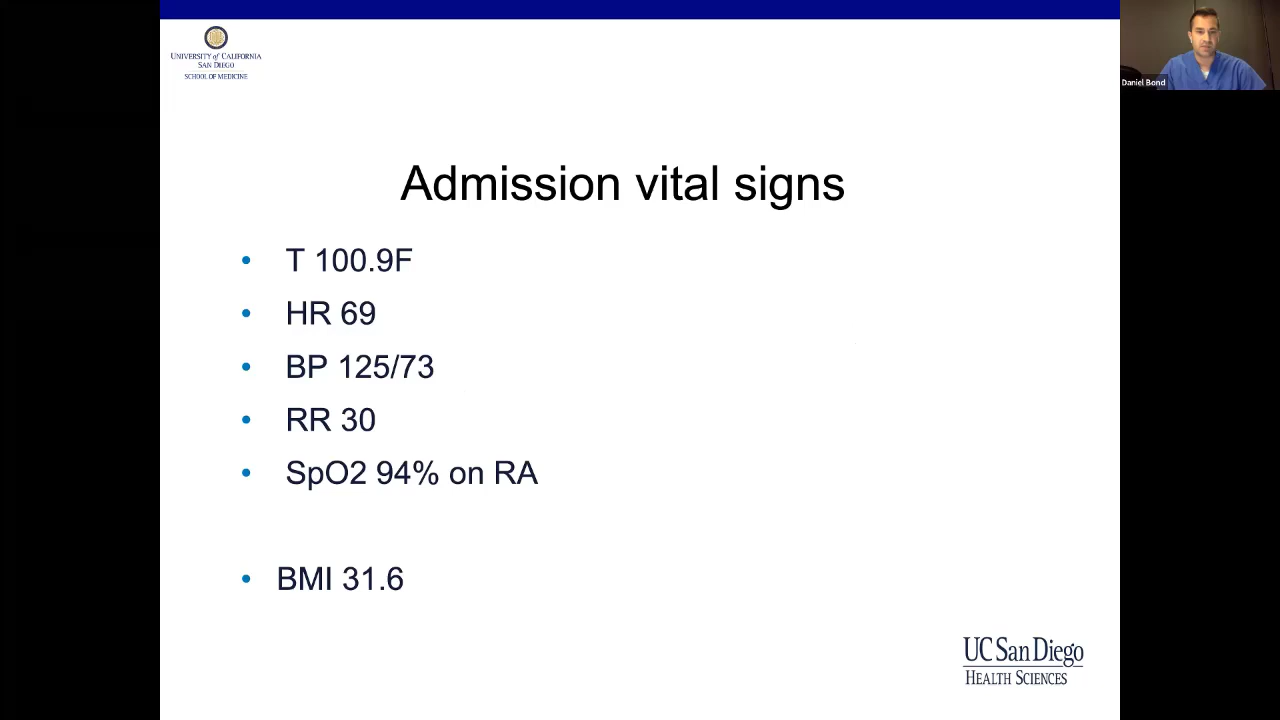 UNIVERSITY of CALIFORNIA
SAN DIEGO
SCHOOL OF MEDICINE
Daniel Bond
Admission vital signs
• T 100.9F
• HR 69
• BP 125/73
• RR 30
• SpO2 94% on RA
• BMI 31.6
UC San Diego
HEALTH SCIENCES